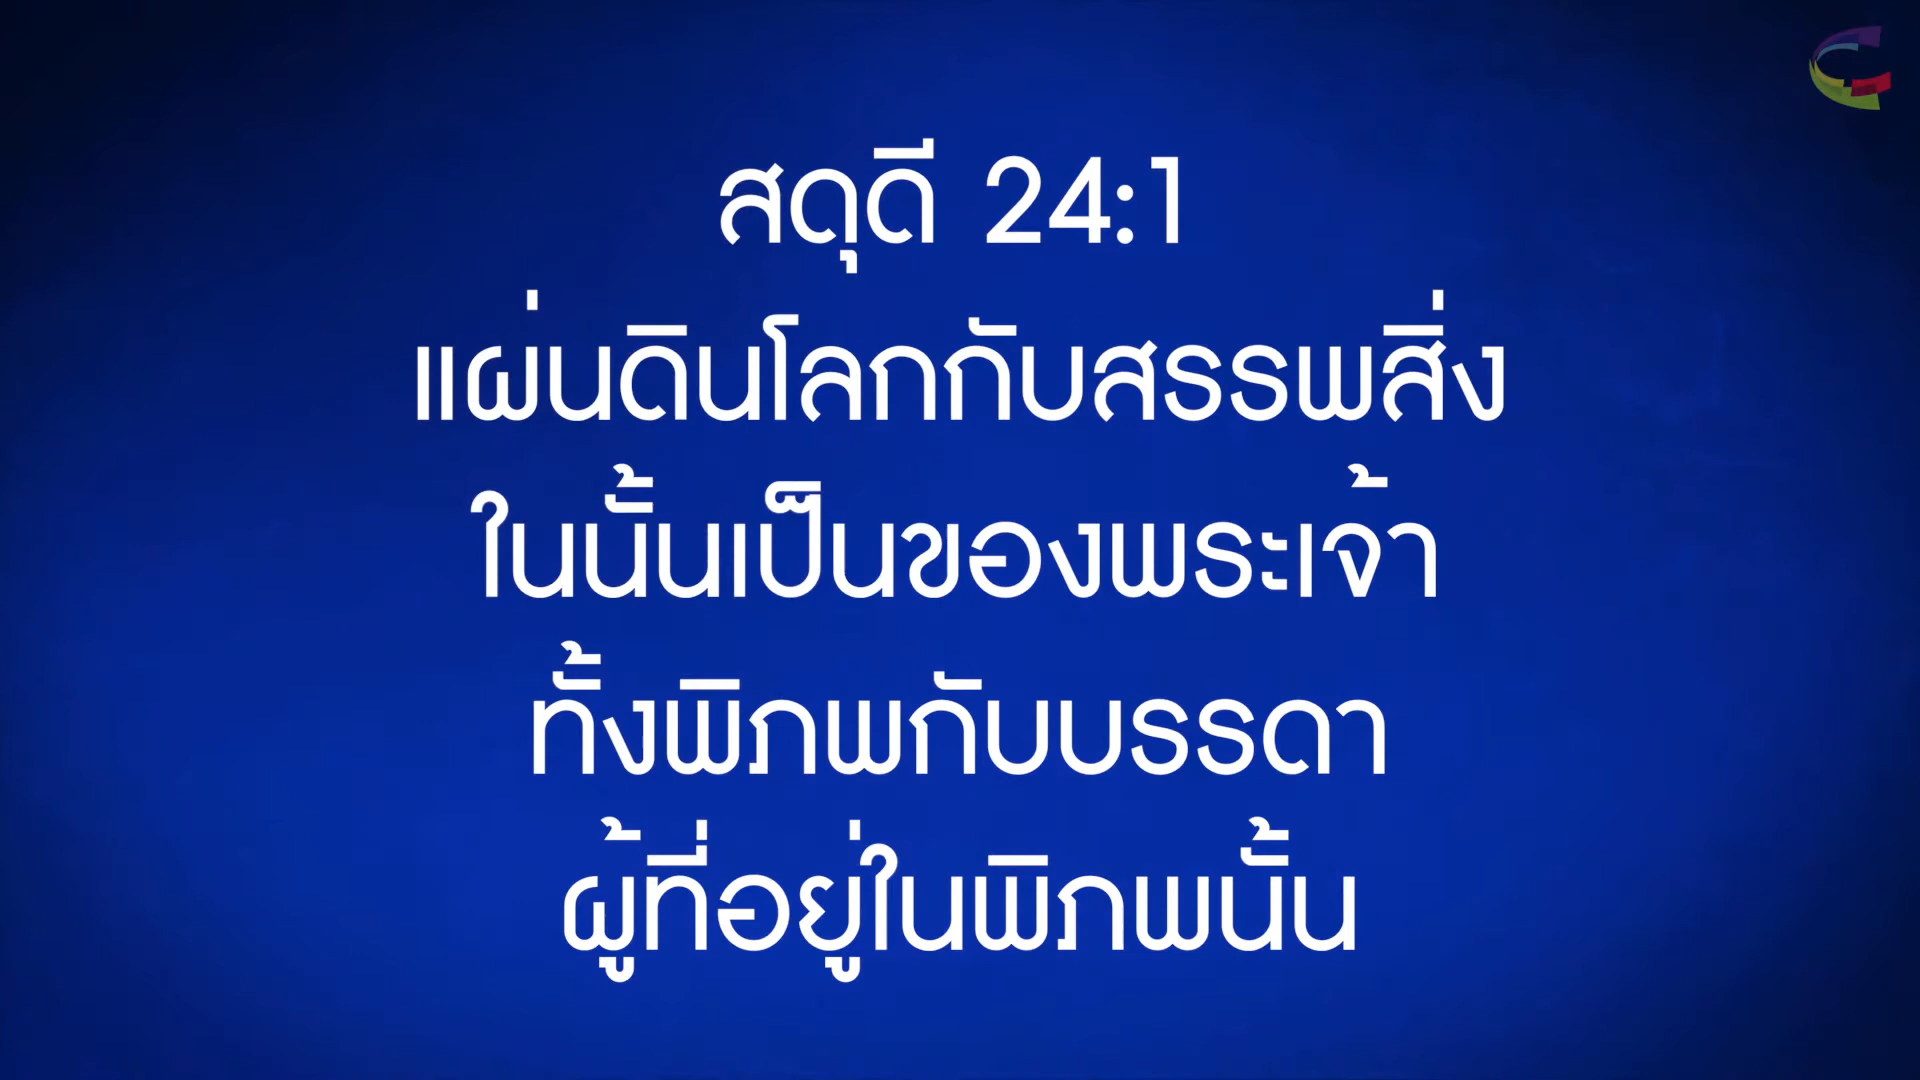 สดุดี 24:1
แผ่นดินโลกกับสรรพสิ่ง
ในนั้นเป็นของพระเจ้า
ทั้งพิภพกับบรรดา
ผู้ที่อยู่ในพิภพนั้น